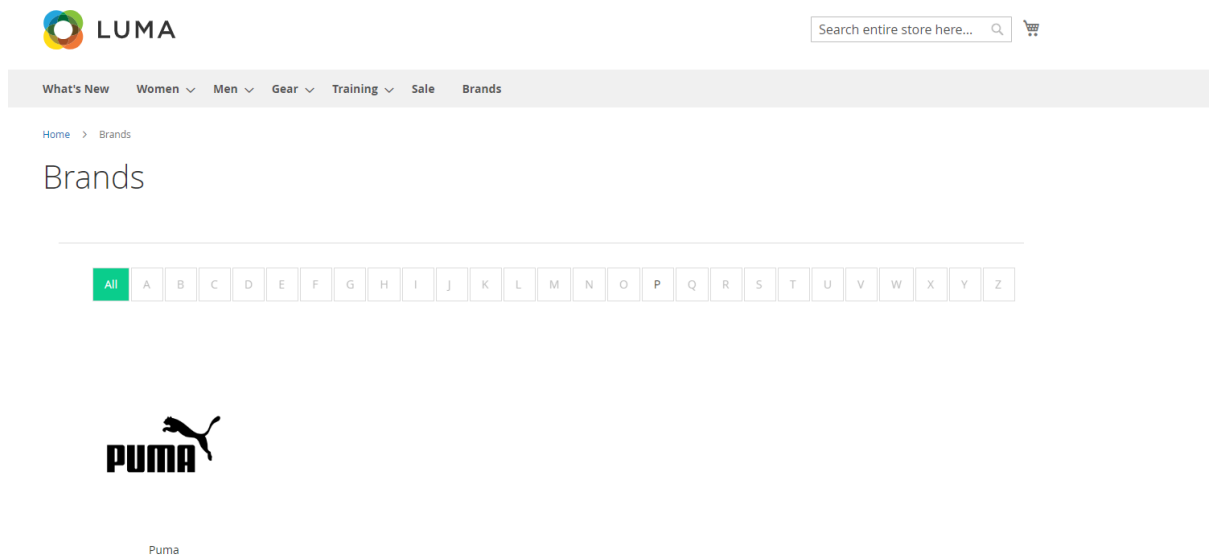 LUMA
Search entire store here...
What's New Women Men Gear Training Sale Brands
Home > Brands
Brands
All A B C D E F G H I J K L M N O P Q R S T U V W X Y Z
PUMA
Puma